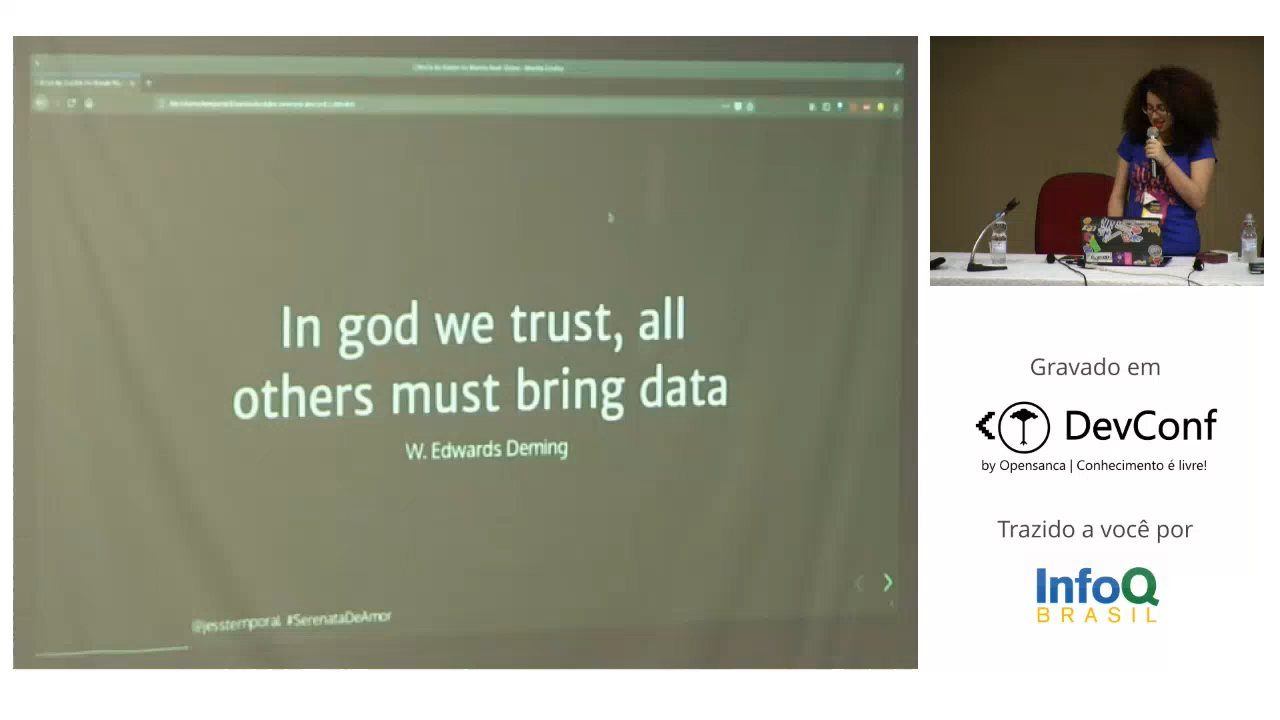 In god we trust, all
others must bring data
W. Edwards Deming
@jesstemporal #SerenataDeAmor
Gravado em
DevConf
by Opensanca | Conhecimento é livre!
Trazido a você por
InfoQ
BRASIL